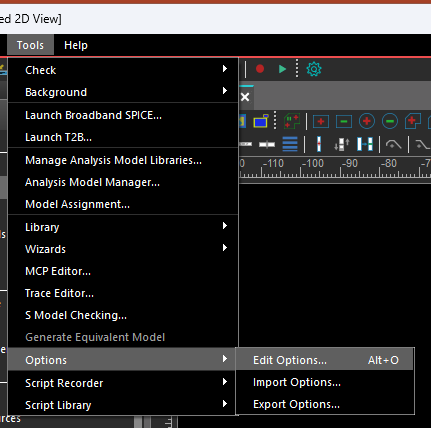 ed 2D View]
Tools Help
Check
Background
Launch Broadband SPICE...
Launch T2B...
Manage Analysis Model Libraries...
Analysis Model Manager...
Model Assignment...
-110 -100 -90 -80 -7
Library
Wizards
MCP Editor...
Trace Editor...
S Model Checking...
Generate Equivalent Model
Options
Edit Options... Alt+O
Script Recorder
Import Options...
Script Library
Export Options...
rces